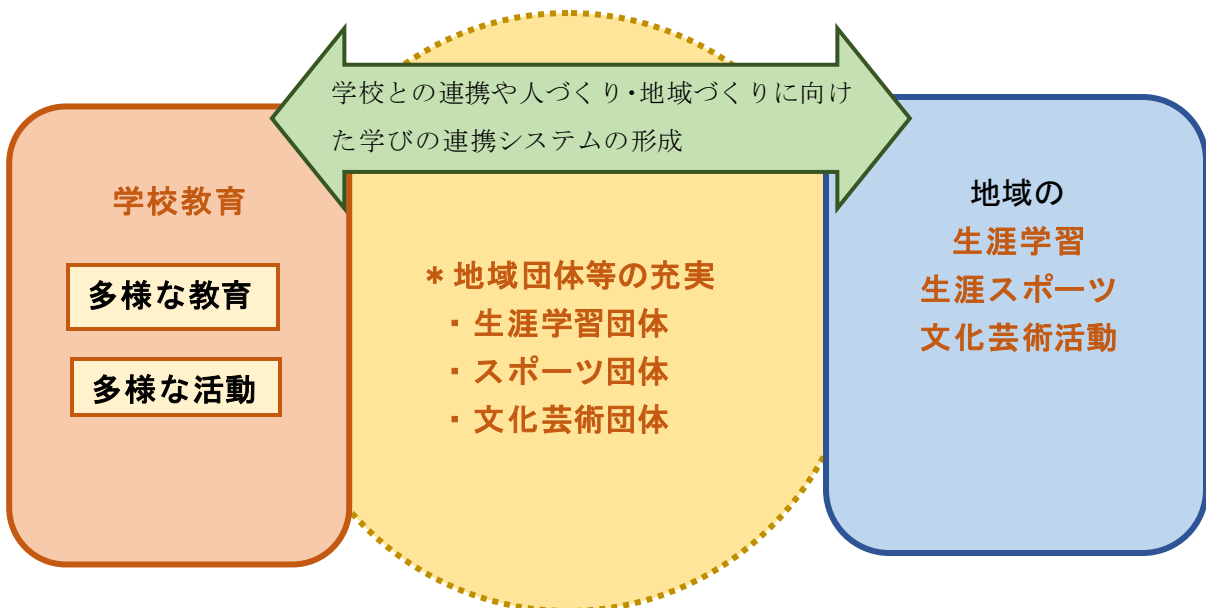 学校との連携や人づくり・地域づくりに向け
た学びの連携システムの形成
学校教育
多様な教育
多様な活動
＊地域団体等の充実
・生涯学習団体
・スポーツ団体
・文化芸術団体
地域の
生涯学習
生涯スポーツ
文化芸術活動